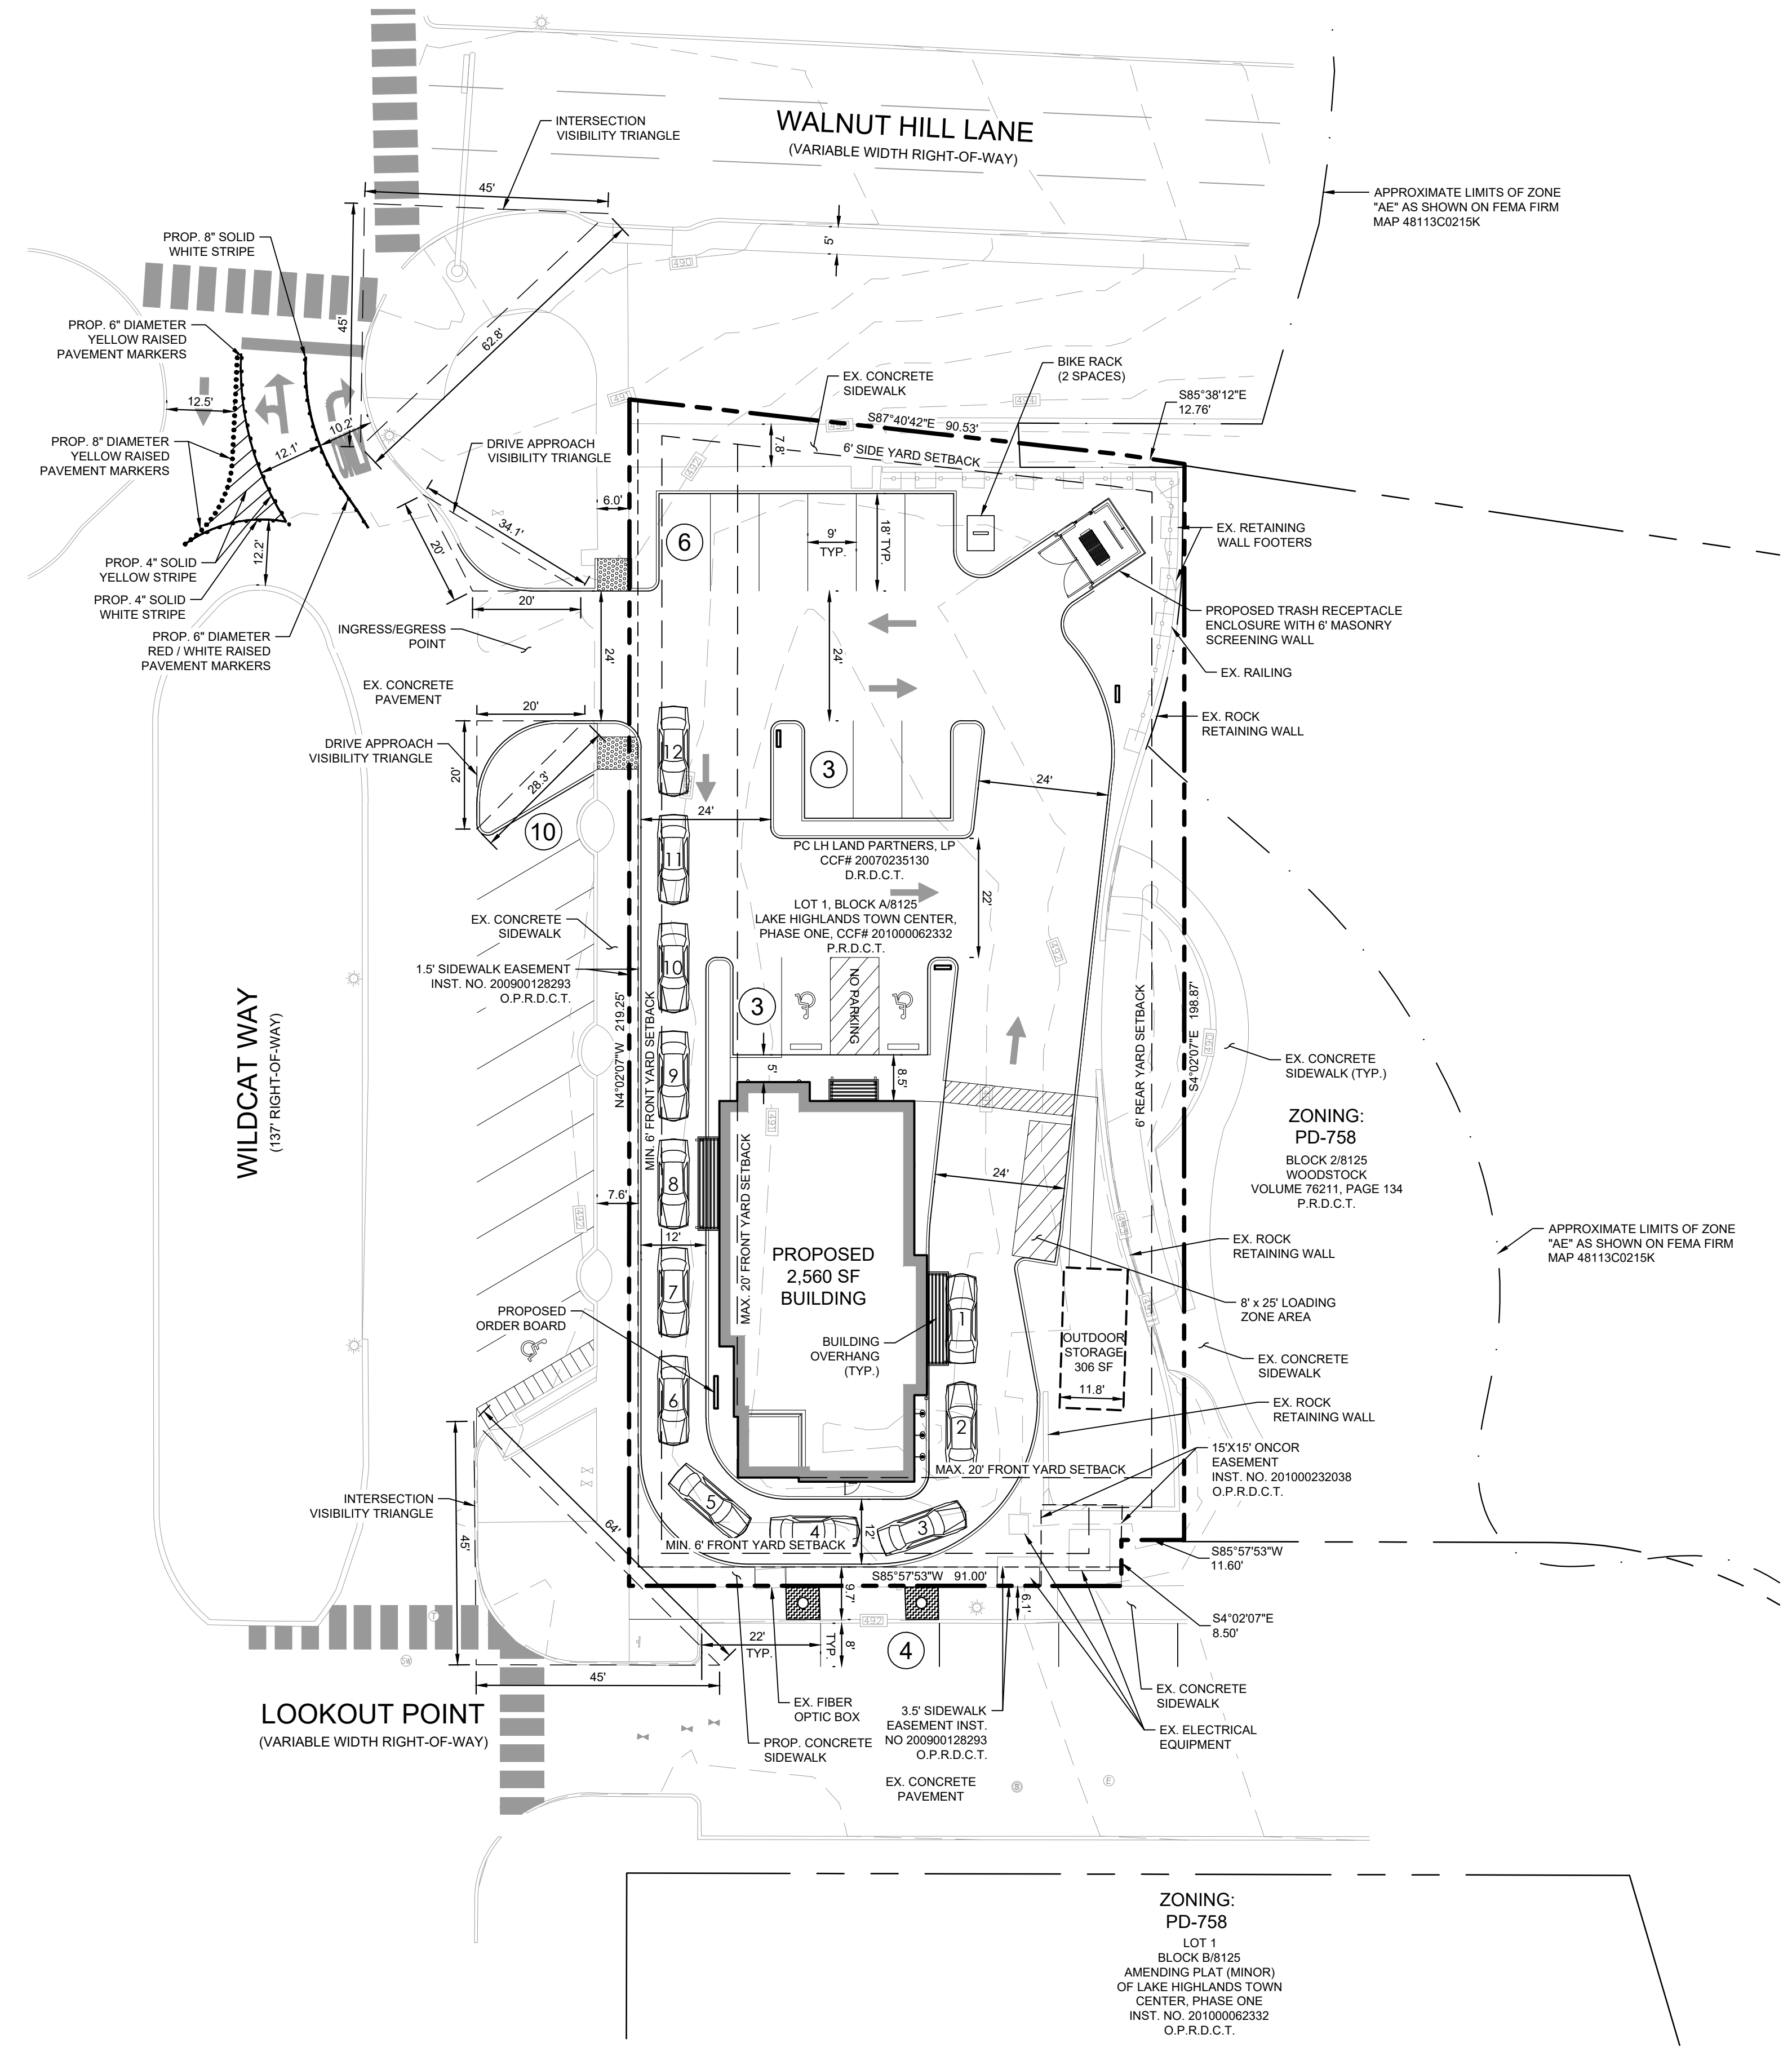 WALNUT HILL LANE
(VARIABLE WIDTH RIGHT-OF-WAY)
INTERSECTION
VISIBILITY TRIANGLE
45'
45'
62.8'
5'
490
APPROXIMATE LIMITS OF ZONE
"AE" AS SHOWN ON FEMA FIRM
MAP 48113C0215K
PROP. 8" SOLID
WHITE STRIPE
PROP. 6" DIAMETER
YELLOW RAISED
PAVEMENT MARKERS
12.5'
12.1'
10.2'
PROP. 8" DIAMETER
YELLOW RAISED
PAVEMENT MARKERS
PROP. 4" SOLID
YELLOW STRIPE
PROP. 4" SOLID
WHITE STRIPE
PROP. 6" DIAMETER
RED / WHITE RAISED
PAVEMENT MARKERS
12.2'
DRIVE APPROACH
VISIBILITY TRIANGLE
34.1'
20'
20'
6.0'
491
492
EX. CONCRETE
SIDEWALK
BIKE RACK
(2 SPACES)
S85°38'12"E
12.76'
S87°40'42"E 90.53'
7.8'
6' SIDE YARD SETBACK
6
9'
TYP.
18' TYP.
EX. RETAINING
WALL FOOTERS
PROPOSED TRASH RECEPTACLE
ENCLOSURE WITH 6' MASONRY
SCREENING WALL
EX. RAILING
EX. ROCK
RETAINING WALL
INGRESS/EGRESS
POINT
24'
24'
EX. CONCRETE
PAVEMENT
20'
DRIVE APPROACH
VISIBILITY TRIANGLE
20'
28.3'
10
12
3
24'
24'
11
PC LH LAND PARTNERS, LP
CCF# 20070235130
D.R.D.C.T.
LOT 1, BLOCK A/8125
LAKE HIGHLANDS TOWN CENTER,
PHASE ONE, CCF# 201000062332
P.R.D.C.T.
22'
492
EX. CONCRETE
SIDEWALK
1.5' SIDEWALK EASEMENT
INST. NO. 200900128293
O.P.R.D.C.T.
10
3
NO PARKING
WILDCAT WAY
(137' RIGHT-OF-WAY)
N4°02'07"W 219.25'
MIN. 6' FRONT YARD SETBACK
9
5'
8.5'
491
6' REAR YARD SETBACK
S4°02'07"E 198.87'
490
EX. CONCRETE
SIDEWALK (TYP.)
ZONING:
PD-758
BLOCK 2/8125
WOODSTOCK
VOLUME 76211, PAGE 134
P.R.D.C.T.
8
7.6'
492
12'
MAX. 20' FRONT YARD SETBACK
24'
PROPOSED
2,560 SF
BUILDING
EX. ROCK
RETAINING WALL
APPROXIMATE LIMITS OF ZONE
"AE" AS SHOWN ON FEMA FIRM
MAP 48113C0215K
7
PROPOSED
ORDER BOARD
BUILDING
OVERHANG
(TYP.)
1
8' x 25' LOADING
ZONE AREA
OUTDOOR
STORAGE
306 SF
11.8'
EX. CONCRETE
SIDEWALK
6
2
EX. ROCK
RETAINING WALL
15'X15' ONCOR
EASEMENT
INST. NO. 201000232038
O.P.R.D.C.T.
MAX. 20' FRONT YARD SETBACK
INTERSECTION
VISIBILITY TRIANGLE
45'
64'
5
4
3
12'
MIN. 6' FRONT YARD SETBACK
S85°57'53"W
11.60'
S85°57'53"W 91.00'
9.7'
6.1'
S4°02'07"E
8.50'
492
22'
TYP.
8'
TYP.
4
45'
LOOKOUT POINT
(VARIABLE WIDTH RIGHT-OF-WAY)
EX. FIBER
OPTIC BOX
PROP. CONCRETE
SIDEWALK
3.5' SIDEWALK
EASEMENT INST.
NO 200900128293
O.P.R.D.C.T.
EX. CONCRETE
SIDEWALK
EX. ELECTRICAL
EQUIPMENT
EX. CONCRETE
PAVEMENT
T
SW
S
E
ZONING:
PD-758
LOT 1
BLOCK B/8125
AMENDING PLAT (MINOR)
OF LAKE HIGHLANDS TOWN
CENTER, PHASE ONE
INST. NO. 201000062332
O.P.R.D.C.T.